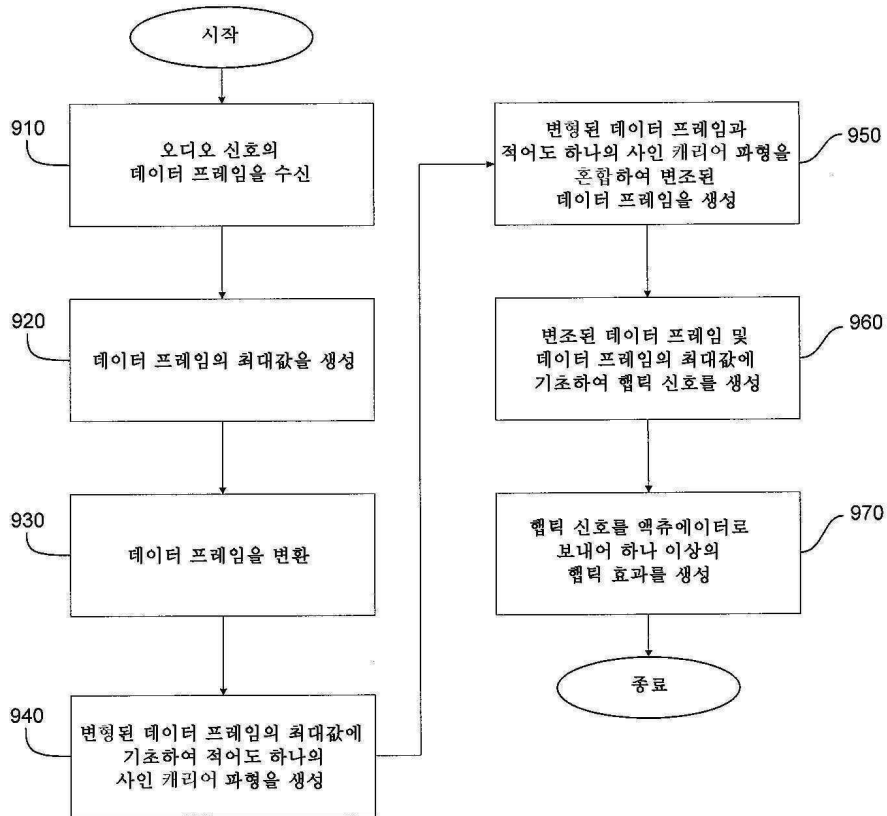 시작
910
오디오 신호의
데이터 프레임을 수신
920
데이터 프레임의 최대값을 생성
930
데이터 프레임을 변환
940
변형된 데이터 프레임의 최대값에
기초하여 적어도 하나의
사인 캐리어 파형을 생성
950
변형된 데이터 프레임과
적어도 하나의 사인 캐리어 파형을
혼합하여 변조된
데이터 프레임을 생성
960
변조된 데이터 프레임 및
데이터 프레임의 최대값에
기초하여 햅틱 신호를 생성
970
햅틱 신호를 액츄에이터로
보내어 하나 이상의
햅틱 효과를 생성
종료